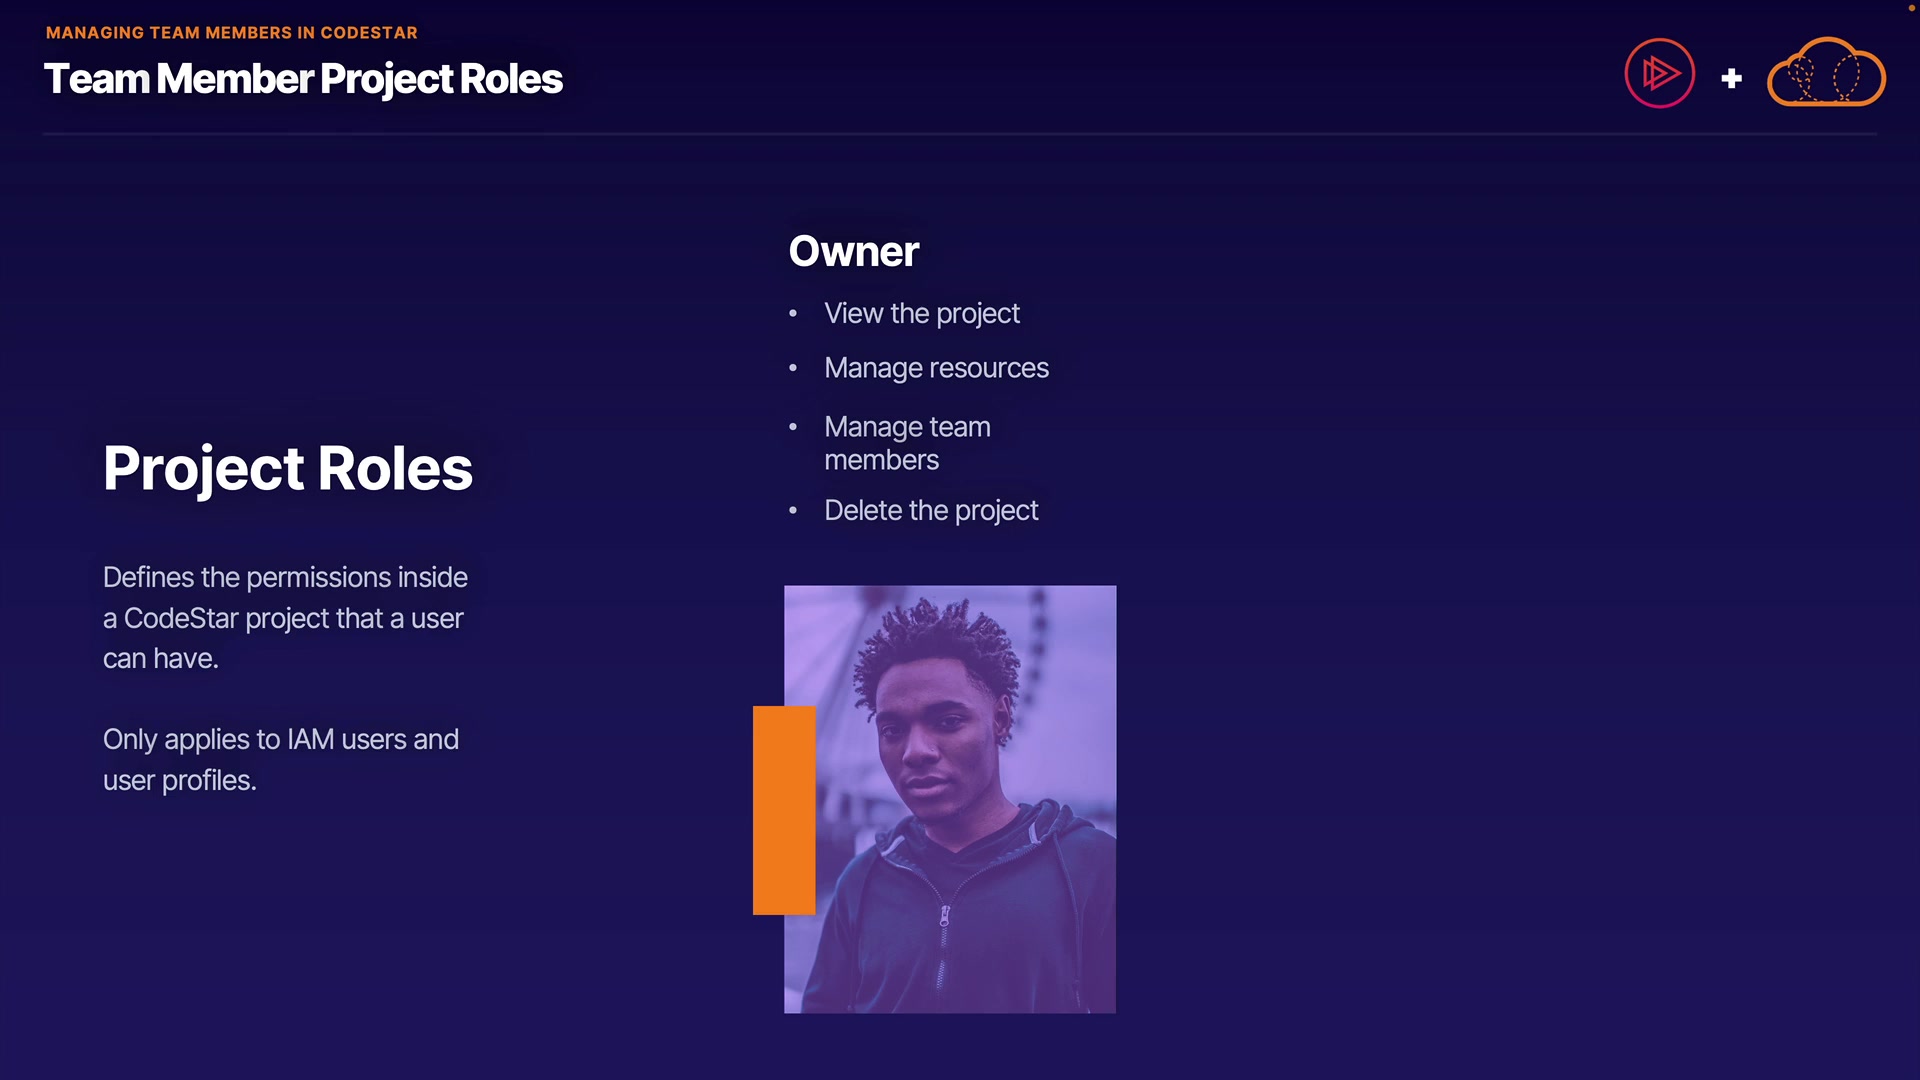 MANAGING TEAM MEMBERS IN CODESTAR
Team Member Project Roles
Project Roles
Defines the permissions inside
a CodeStar project that a user
can have.
Only applies to IAM users and
user profiles.
Owner
• View the project
• Manage resources
• Manage team
members
• Delete the project